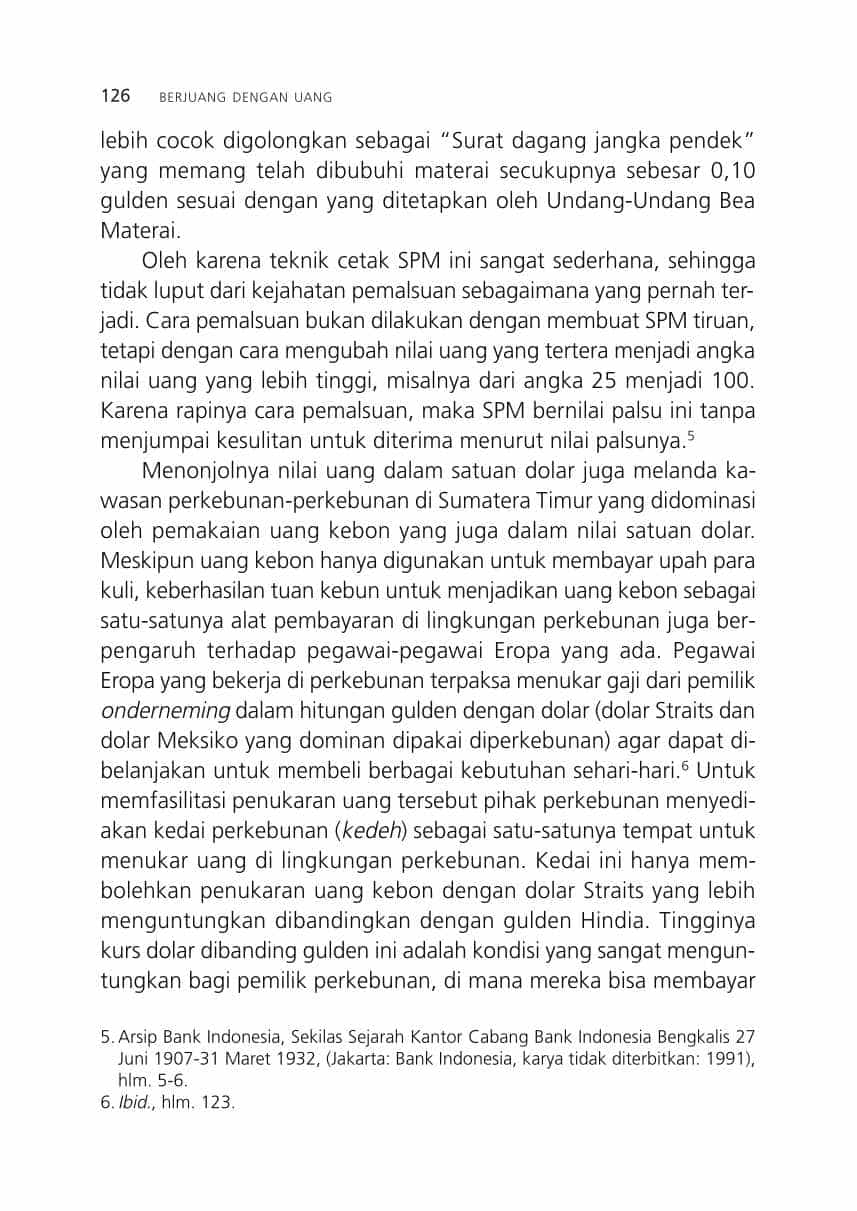 126 BERJUANG DENGAN UANG
lebih cocok digolongkan sebagai “Surat dagang jangka pendek”
yang memang telah dibubuhi materai secukupnya sebesar 0,10
gulden sesuai dengan yang ditetapkan oleh Undang-Undang Bea
Materai.
Oleh karena teknik cetak SPM ini sangat sederhana, sehingga
tidak luput dari kejahatan pemalsuan sebagaimana yang pernah ter-
jadi. Cara pemalsuan bukan dilakukan dengan membuat SPM tiruan,
tetapi dengan cara mengubah nilai uang yang tertera menjadi angka
nilai uang yang lebih tinggi, misalnya dari angka 25 menjadi 100.
Karena rapinya cara pemalsuan, maka SPM bernilai palsu ini tanpa
menjumpai kesulitan untuk diterima menurut nilai palsunya.5
Menonjolnya nilai uang dalam satuan dolar juga melanda ka-
wasan perkebunan-perkebunan di Sumatera Timur yang didominasi
oleh pemakaian uang kebon yang juga dalam nilai satuan dolar.
Meskipun uang kebon hanya digunakan untuk membayar upah para
kuli, keberhasilan tuan kebun untuk menjadikan uang kebon sebagai
satu-satunya alat pembayaran di lingkungan perkebunan juga ber-
pengaruh terhadap pegawai-pegawai Eropa yang ada. Pegawai
Eropa yang bekerja di perkebunan terpaksa menukar gaji dari pemilik
onderneming dalam hitungan gulden dengan dolar (dolar Straits dan
dolar Meksiko yang dominan dipakai diperkebunan) agar dapat di-
belanjakan untuk membeli berbagai kebutuhan sehari-hari.6 Untuk
memfasilitasi penukaran uang tersebut pihak perkebunan menyedi-
akan kedai perkebunan (kedeh) sebagai satu-satunya tempat untuk
menukar uang di lingkungan perkebunan. Kedai ini hanya mem-
bolehkan penukaran uang kebon dengan dolar Straits yang lebih
menguntungkan dibandingkan dengan gulden Hindia. Tingginya
kurs dolar dibanding gulden ini adalah kondisi yang sangat mengun-
tungkan bagi pemilik perkebunan, di mana mereka bisa membayar
5. Arsip Bank Indonesia, Sekilas Sejarah Kantor Cabang Bank Indonesia Bengkalis 27
Juni 1907-31 Maret 1932, (Jakarta: Bank Indonesia, karya tidak diterbitkan: 1991),
hlm. 5-6.
6. Ibid., hlm. 123.